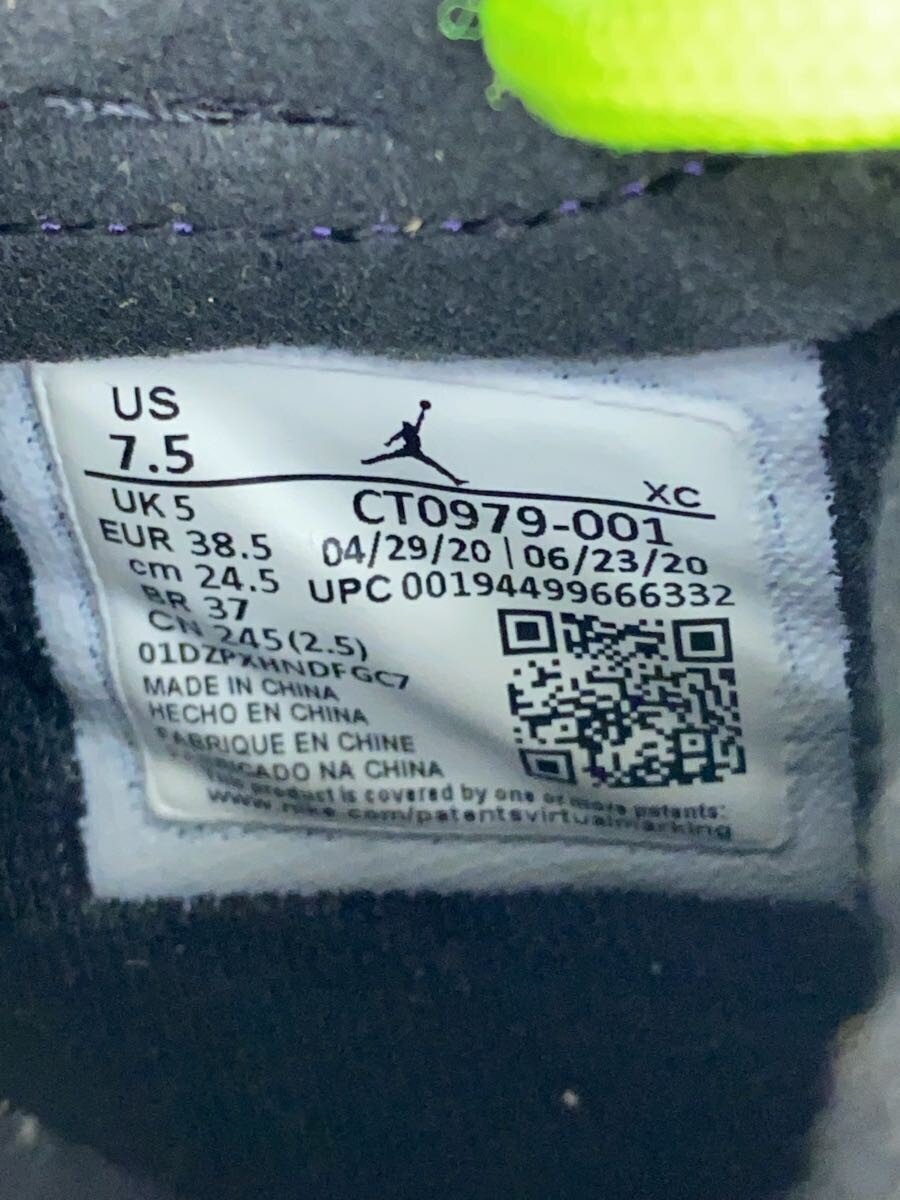 US
7.5
XC
UK 5
CT0979-001
EUR 38.5
04/29/20 | 06/23/20
cm 24.5
UPC 00194499666332
BR 37
CN 245(2.5)
01DZPXHNDFGC7
MADE IN CHINA
HECHO EN CHINA
FABRIQUE EN CHINE
NA CHINA
product is covered by one or more patents:
www.nike.com/patentsvirtualmarking